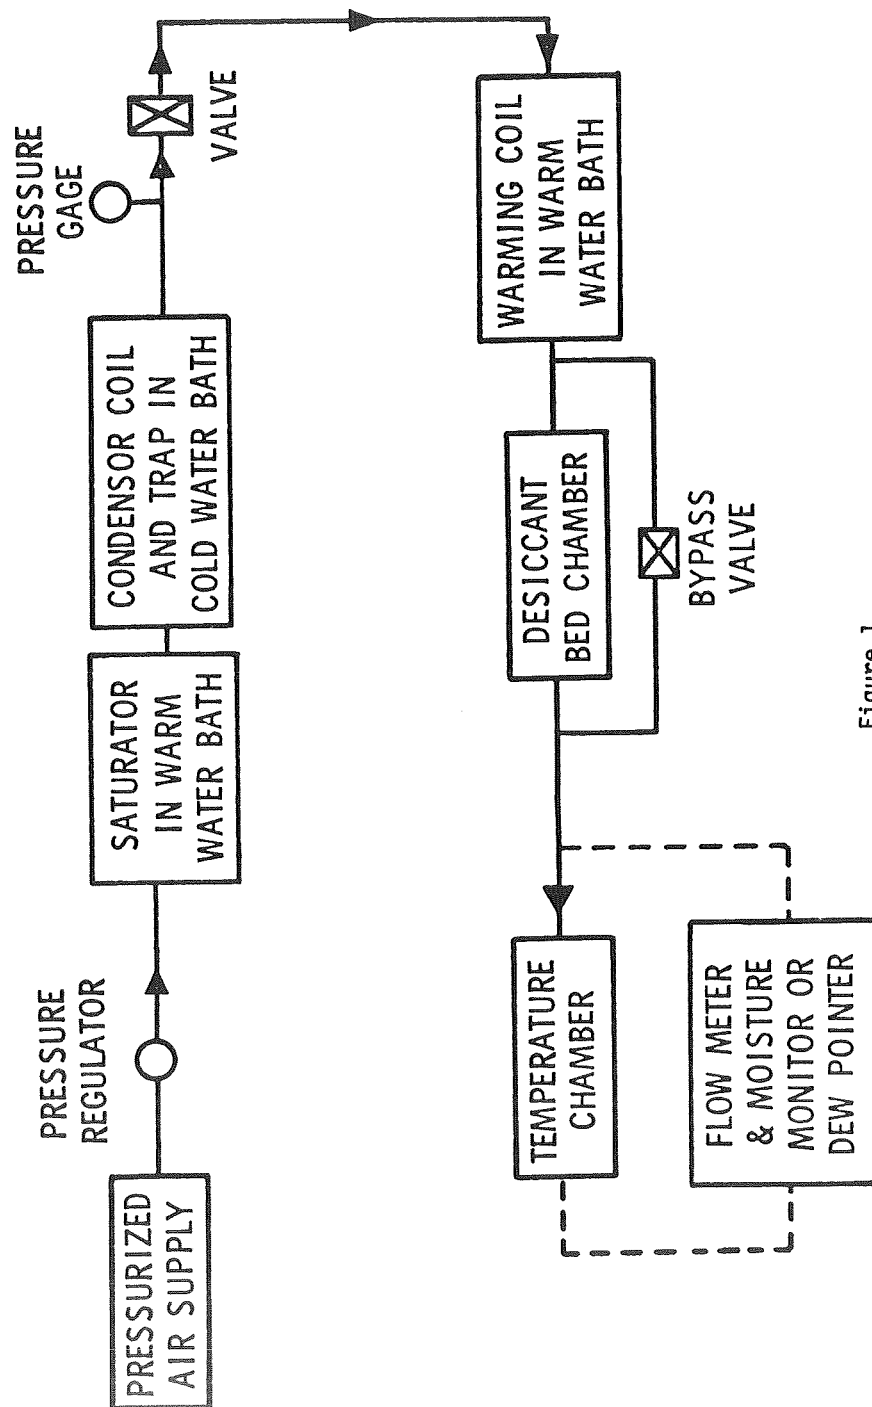 PRESSURIZED
AIR SUPPLY
PRESSURE
REGULATOR
SATURATOR
IN WARM
WATER BATH
CONDENSOR COIL
AND TRAP IN
COLD WATER BATH
PRESSURE
GAGE
VALVE
WARMING COIL
IN WARM
WATER BATH
DESICCANT
BED CHAMBER
BYPASS
VALVE
TEMPERATURE
CHAMBER
FLOW METER
& MOISTURE
MONITOR OR
DEW POINTER
Figure 1